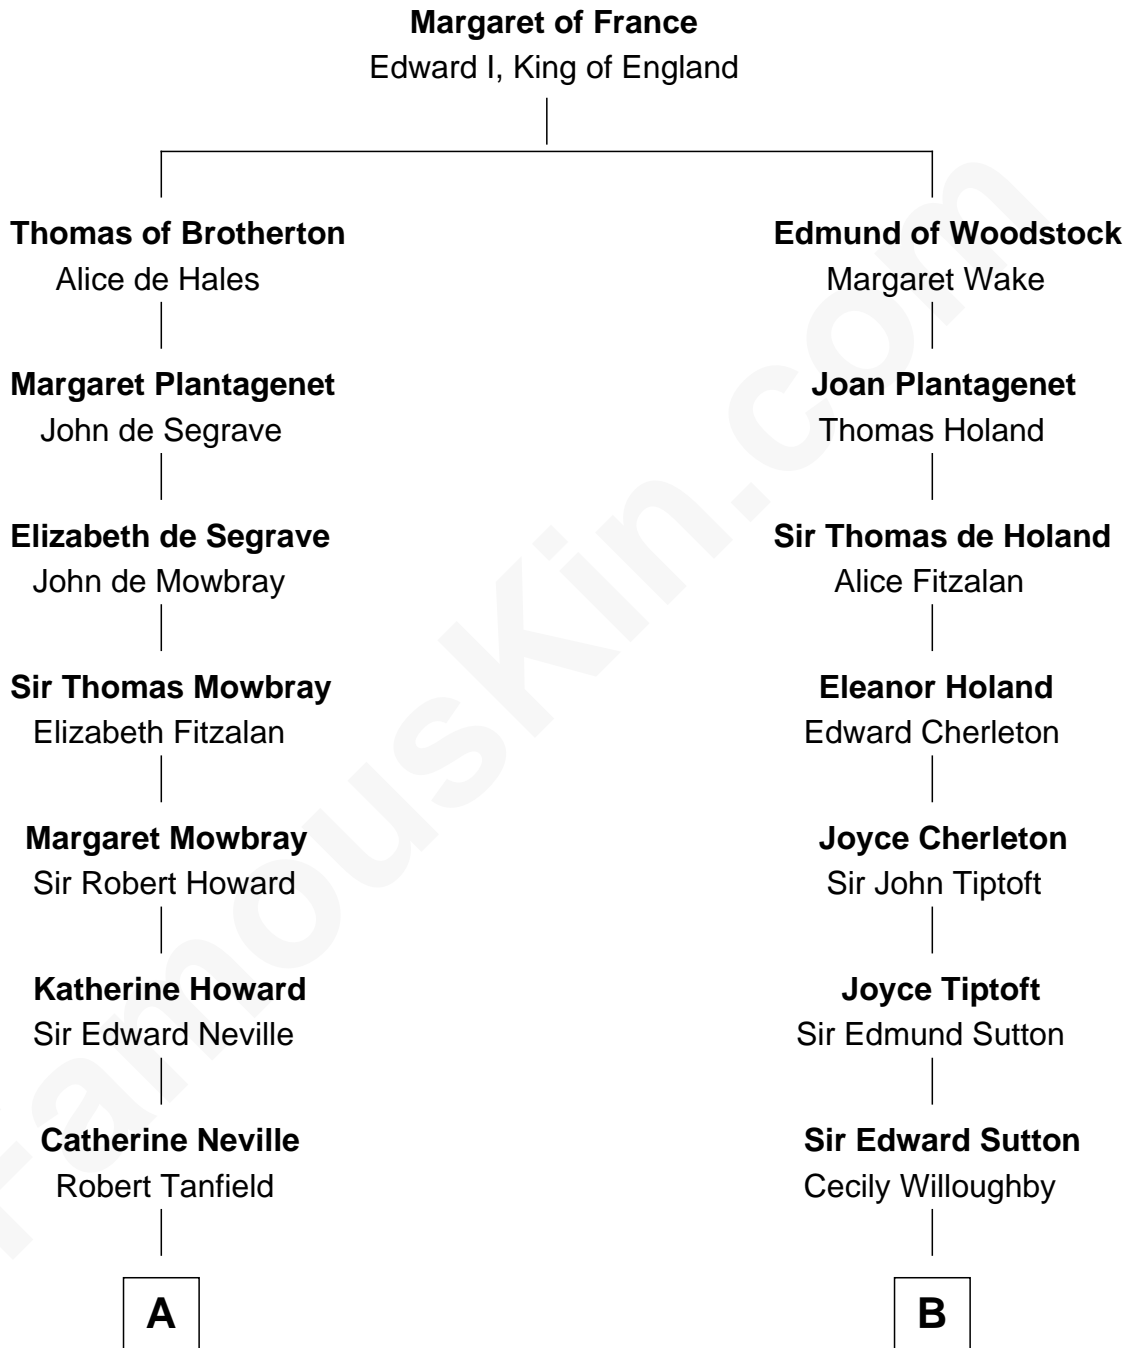 Margaret of France
Edward I, King of England
Thomas of Brotherton
Alice de Hales
Margaret Plantagenet
John de Segrave
Elizabeth de Segrave
John de Mowbray
Sir Thomas Mowbray
Elizabeth Fitzalan
Margaret Mowbray
Sir Robert Howard
Katherine Howard
Sir Edward Neville
Catherine Neville
Robert Tanfield
A
Edmund of Woodstock
Margaret Wake
Joan Plantagenet
Thomas Holand
Sir Thomas de Holand
Alice Fitzalan
Eleanor Holand
Edward Cherleton
Joyce Cherleton
Sir John Tiptoft
Joyce Tiptoft
Sir Edmund Sutton
Sir Edward Sutton
Cecily Willoughby
B
FamousKin.com